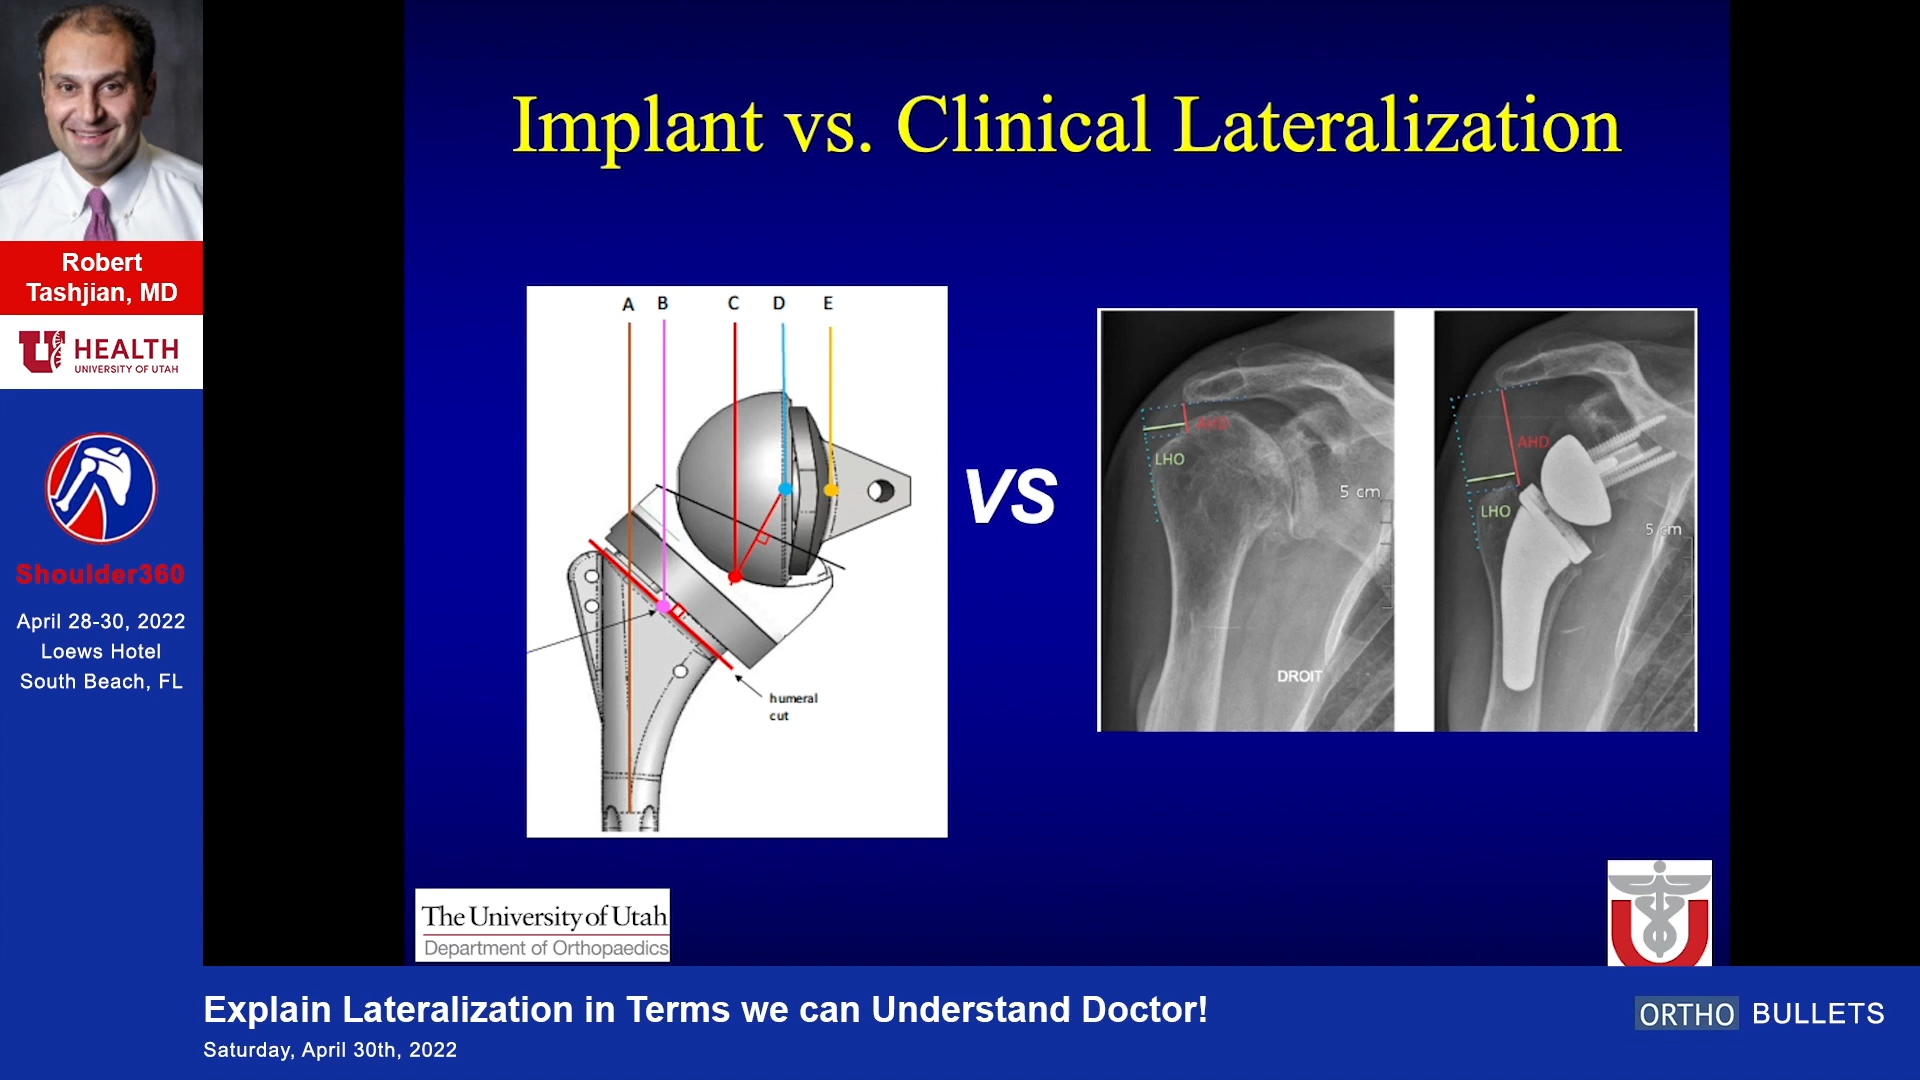 Robert
Tashjian, MD
U HEALTH
UNIVERSITY OF UTAH
Shoulder360
April 28-30, 2022
Loews Hotel
South Beach, FL
Implant vs. Clinical Lateralization
A B C D E
humeral
cut
VS
AHD
LHO
5 cm
DROIT
AHD
LHO
5 cm
The University of Utah
Department of Orthopaedics
U
Explain Lateralization in Terms we can Understand Doctor!
Saturday, April 30th, 2022
ORTHO BULLETS